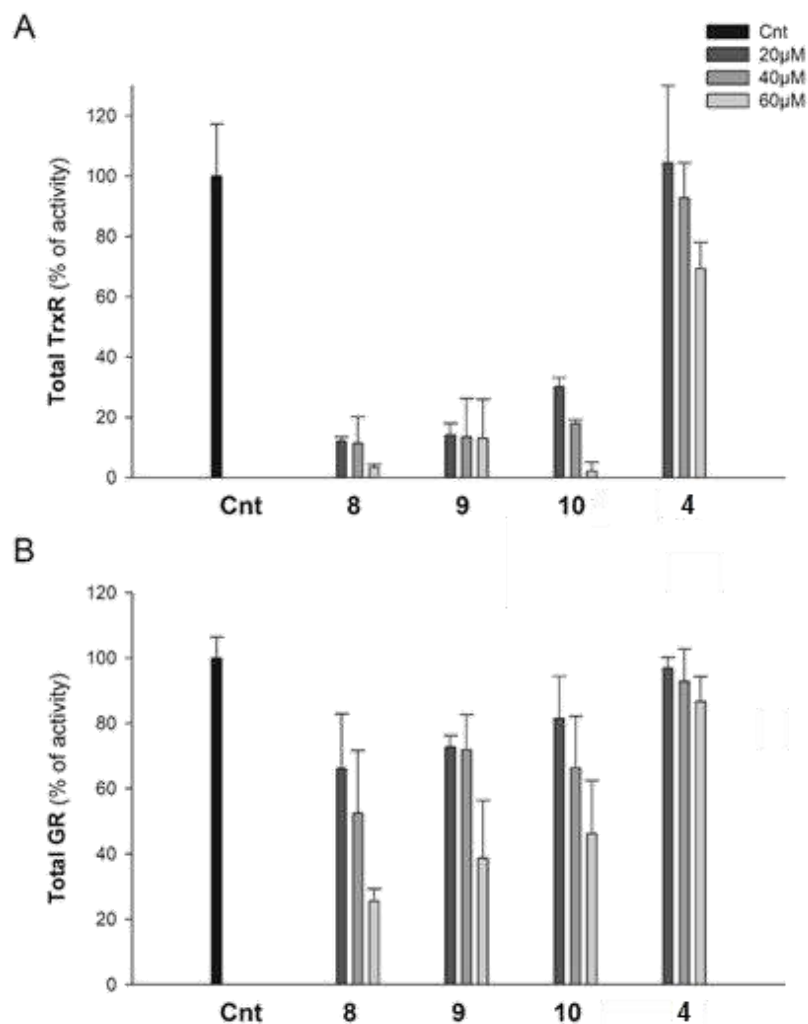 A
Cnt
20µM
40µM
60µM
Total TrxR (% of activity)
120
100
80
60
40
20
0
Cnt 8 9 10 4
B
Total GR (% of activity)
120
100
80
60
40
20
0
Cnt 8 9 10 4